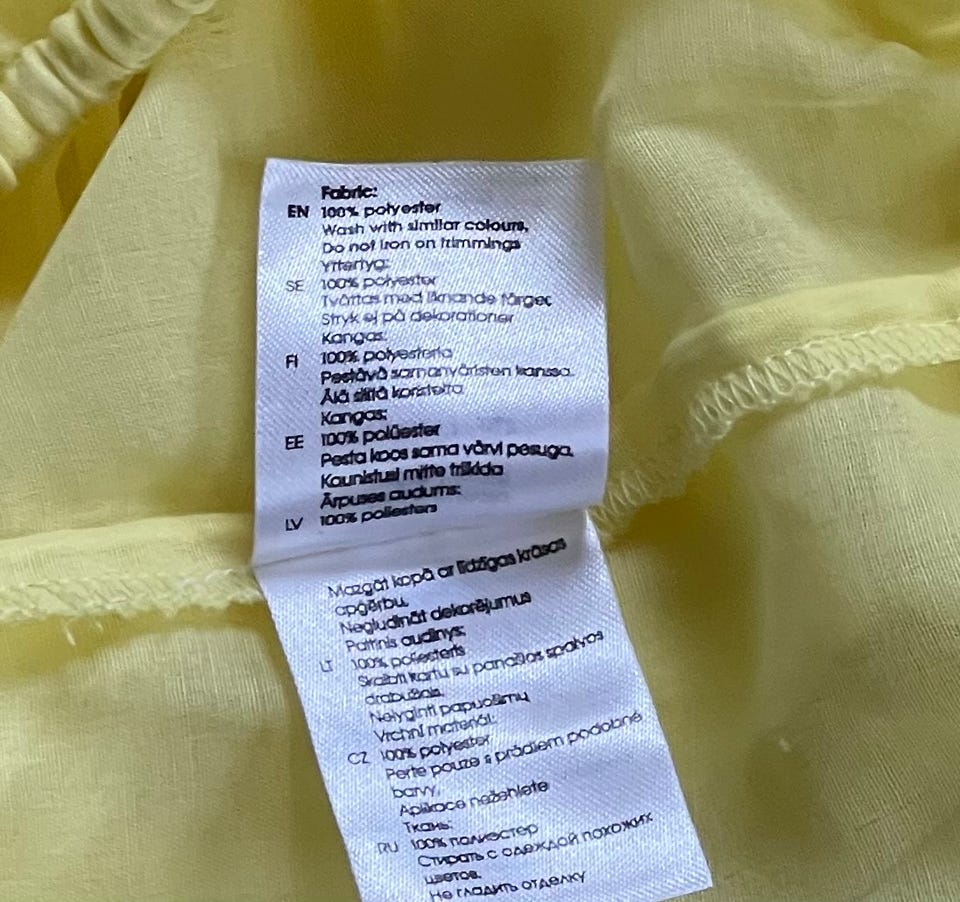 Fabric:
EN 100% polyester
Wash with similar colours,
Do not iron on trimmings
Yttertyg:
SE 100% polyester
Tvättas med liknande färger
Stryk ej på dekorationer
Kangas:
FI 100% polyesteria
Pestävä samanväristen kanssa.
Älä silitä koristeita
Kangas:
EE 100% polüester
Pesta koos sama värvi pesuga,
Kaunistusi mitte triikida
Ārpuses audums:
LV 100% poliesters
Mazgāt kopā ar līdzīgas krāsas
apģērbu,
Negludināt dekorējumus
Pattnis audinys:
LT 100% poliesteris
Skalbti kartu su panašios spalvos
drabužiais.
Nelyginti papuošimų
Vrchní materiál:
CZ 100% polyester
Perte pouze s prádlem podobné
barvy,
Aplikace nežehlete
Ткань:
RU 100% полиестер
Стирать с одеждой похожих
цветов.
Не гладить отделку